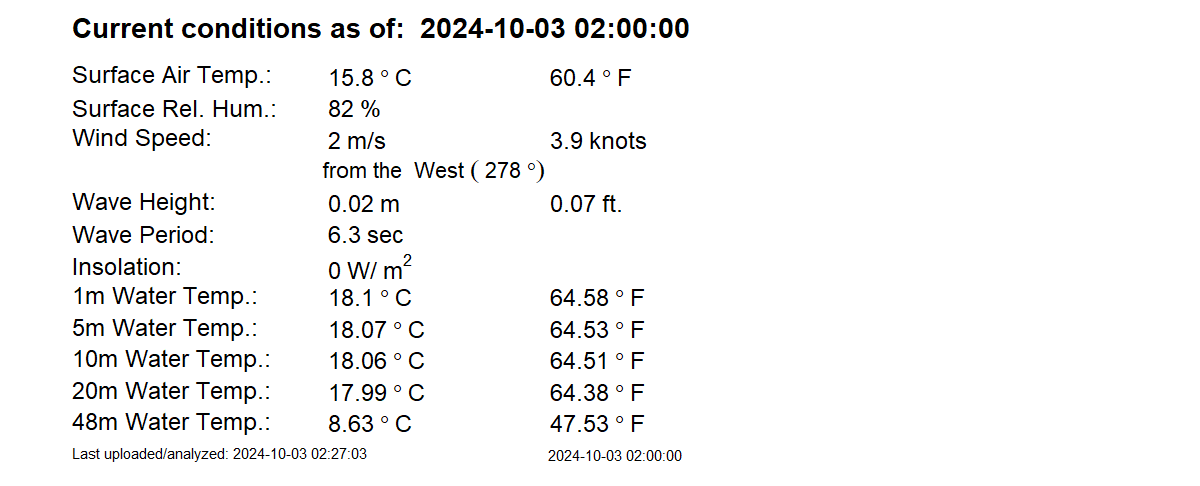 Current conditions as of:  2024-10-03 02:00:00
Surface Air Temp.: 15.8 ° C 60.4 ° F
Surface Rel. Hum.: 82 %
Wind Speed: 2 m/s 3.9 knots
from the  West ( 278 °)
Wave Height: 0.02 m 0.07 ft.
Wave Period: 6.3 sec
Insolation: 0 W/ m²
1m Water Temp.: 18.1 ° C 64.58 ° F
5m Water Temp.: 18.07 ° C 64.53 ° F
10m Water Temp.: 18.06 ° C 64.51 ° F
20m Water Temp.: 17.99 ° C 64.38 ° F
48m Water Temp.: 8.63 ° C 47.53 ° F
Last uploaded/analyzed: 2024-10-03 02:27:03 2024-10-03 02:00:00